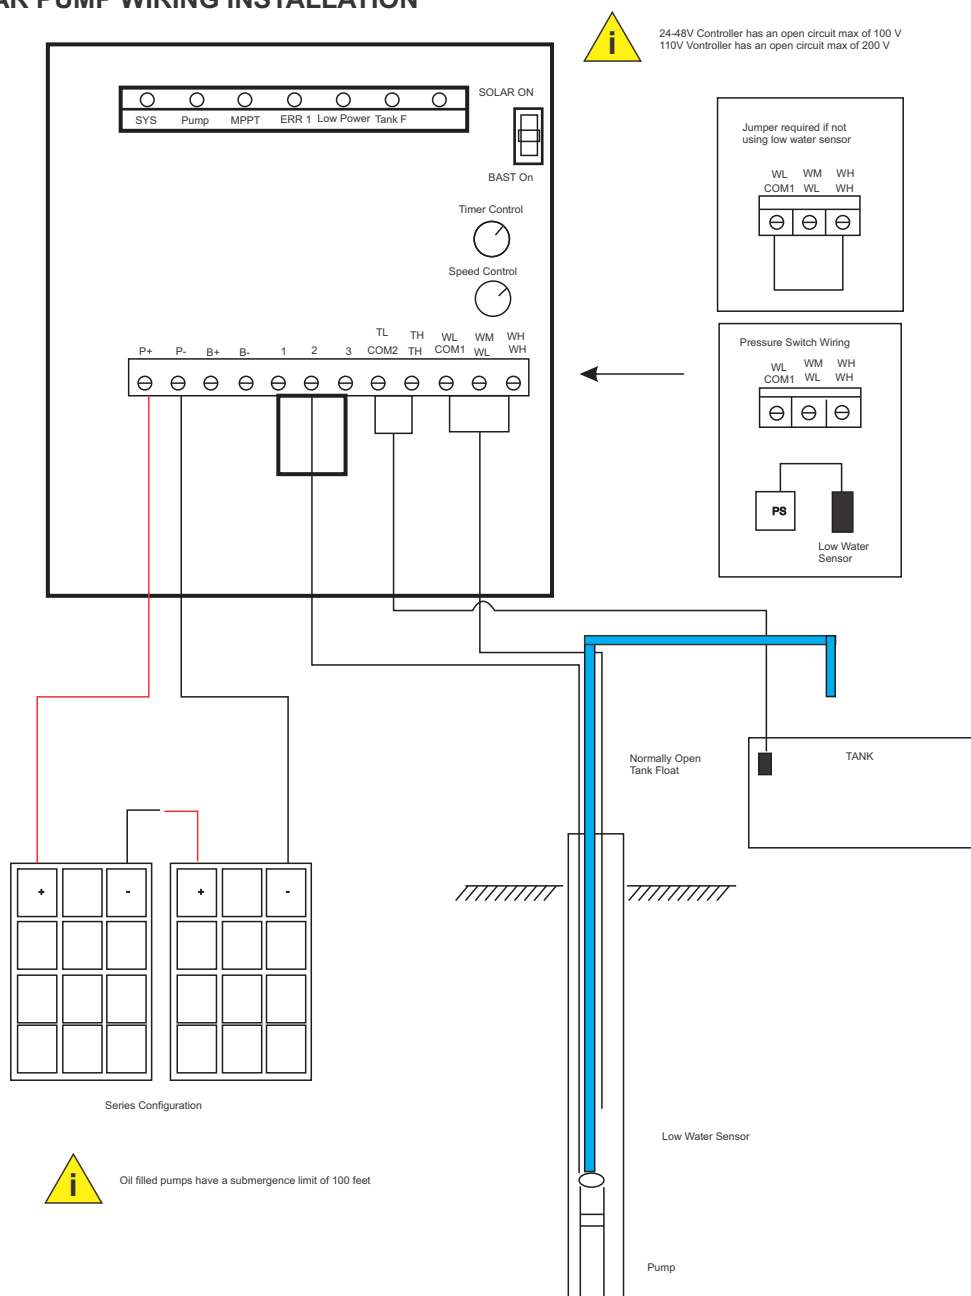 AR PUMP WIRING INSTALLATION
i
24-48V Controller has an open circuit max of 100 V
110V Vontroller has an open circuit max of 200 V
SOLAR ON
SYS Pump MPPT ERR 1 Low Power Tank F
BAST On
Timer Control
Speed Control
TL TH WL WM WH
P+ P- B+ B- 1 2 3 COM2 TH COM1 WL WH
Jumper required if not
using low water sensor
WL WM WH
COM1 WL WH
Pressure Switch Wiring
WL WM WH
COM1 WL WH
PS
Low Water
Sensor
Normally Open
Tank Float
TANK
+ - + -
Series Configuration
Low Water Sensor
i
Oil filled pumps have a submergence limit of 100 feet
Pump